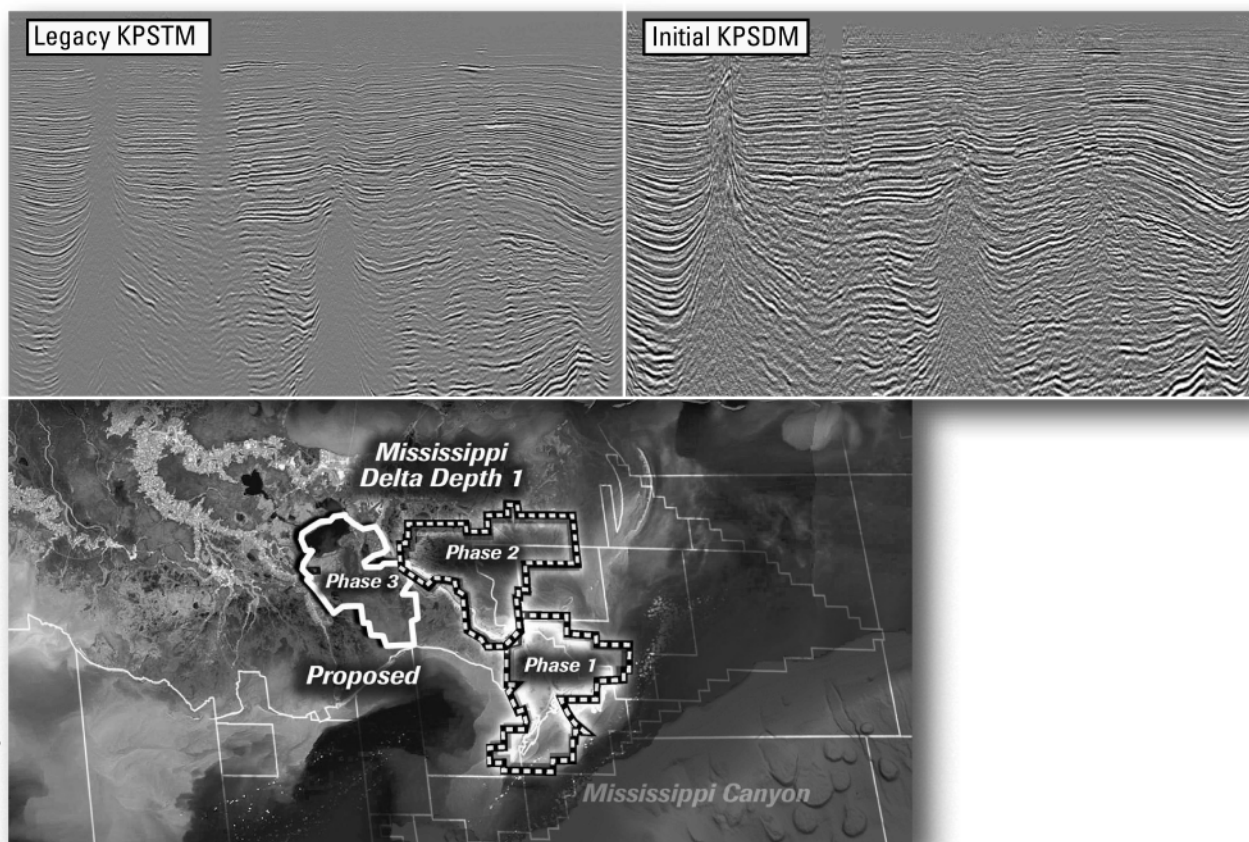 Legacy KPSTM
Initial KPSDM
Mississippi
Delta Depth 1
Phase 2
Phase 3
Phase 1
Proposed
Mississippi Canyon